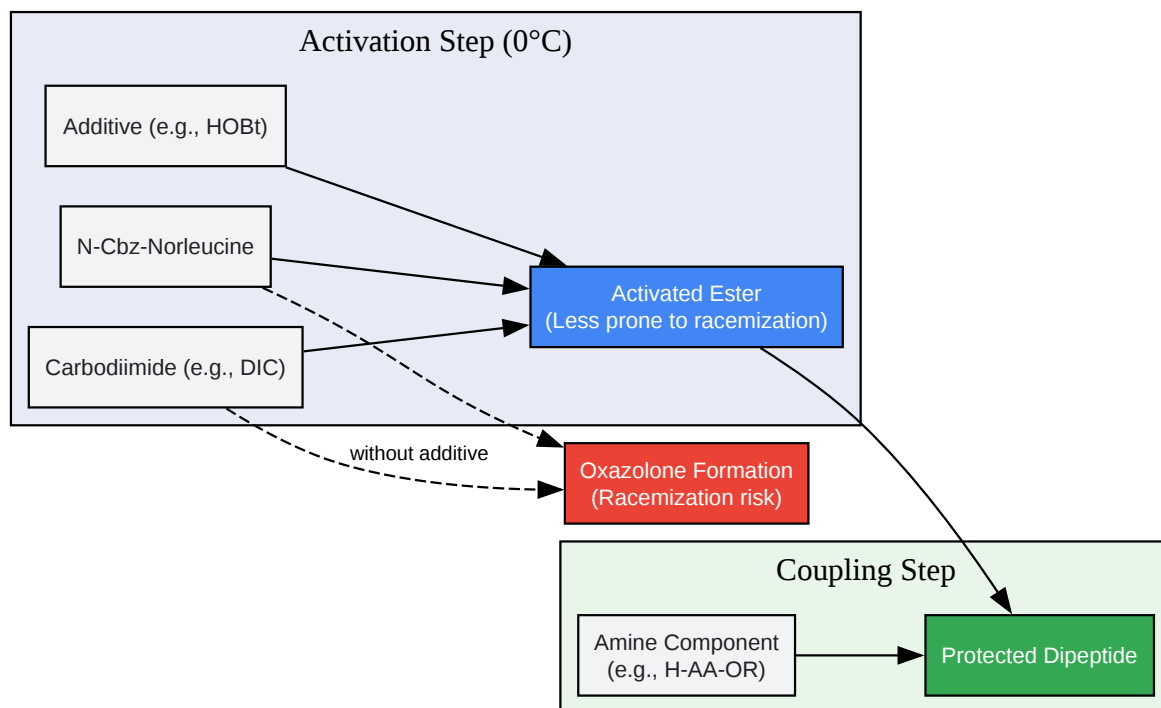 Activation Step (0°C)
Additive (e.g., HOBt)
N-Cbz-Norleucine
Activated Ester
(Less prone to racemization)
Carbodiimide (e.g., DIC)
without additive
Oxazolone Formation
(Racemization risk)
Coupling Step
Amine Component
(e.g., H-AA-OR)
Protected Dipeptide